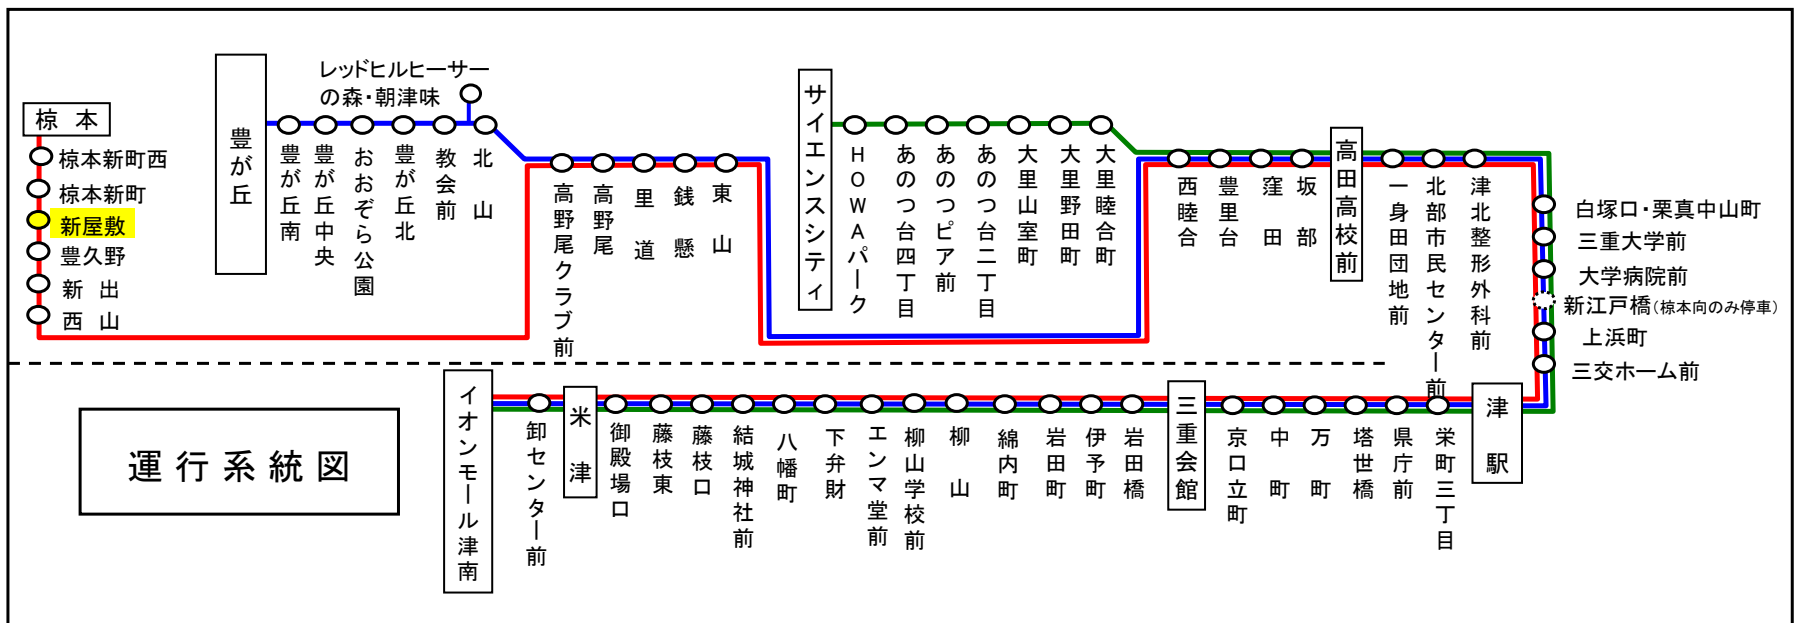 椋本
椋本新町西
椋本新町
新屋敷
豊久野
新出
西山
豊が丘
豊が丘南
豊が丘中央
おおぞら公園
豊が丘北
教会前
レッドヒルヒーサー
の森・朝津味
北山
高野尾クラブ前
高野尾
里道
銭懸
東山
サイエンスシティ
HOWAパーク
あのつ台四丁目
あのつピア前
あのつ台二丁目
大里山室町
大里野田町
大里睦合町
西睦合
豊里台
窪田
坂部
高田高校前
一身田団地前
北部市民センター前
津北整形外科前
白塚口・栗真中山町
三重大学前
大学病院前
新江戸橋(椋本向のみ停車)
上浜町
三交ホーム前
運行系統図
イオンモール津南
卸センター前
米津
御殿場口
藤枝東
藤枝口
結城神社前
八幡町
下弁財
エンマ堂前
柳山学校前
柳山
綿内町
岩田町
伊予町
岩田橋
三重会館
京口立町
中町
万町
塔世橋
県庁前
栄町三丁目
津駅